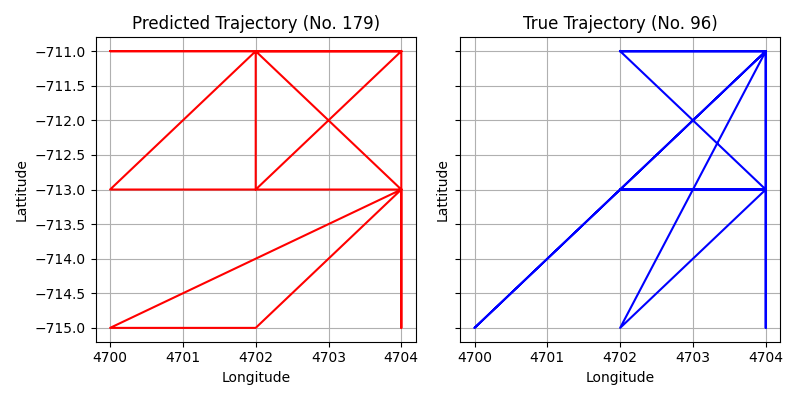 Predicted Trajectory (No. 179)
True Trajectory (No. 96)
−711.0
−711.5
−712.0
−712.5
−713.0
−713.5
−714.0
−714.5
−715.0
Lattitude
Lattitude
4700 4701 4702 4703 4704
4700 4701 4702 4703 4704
Longitude
Longitude